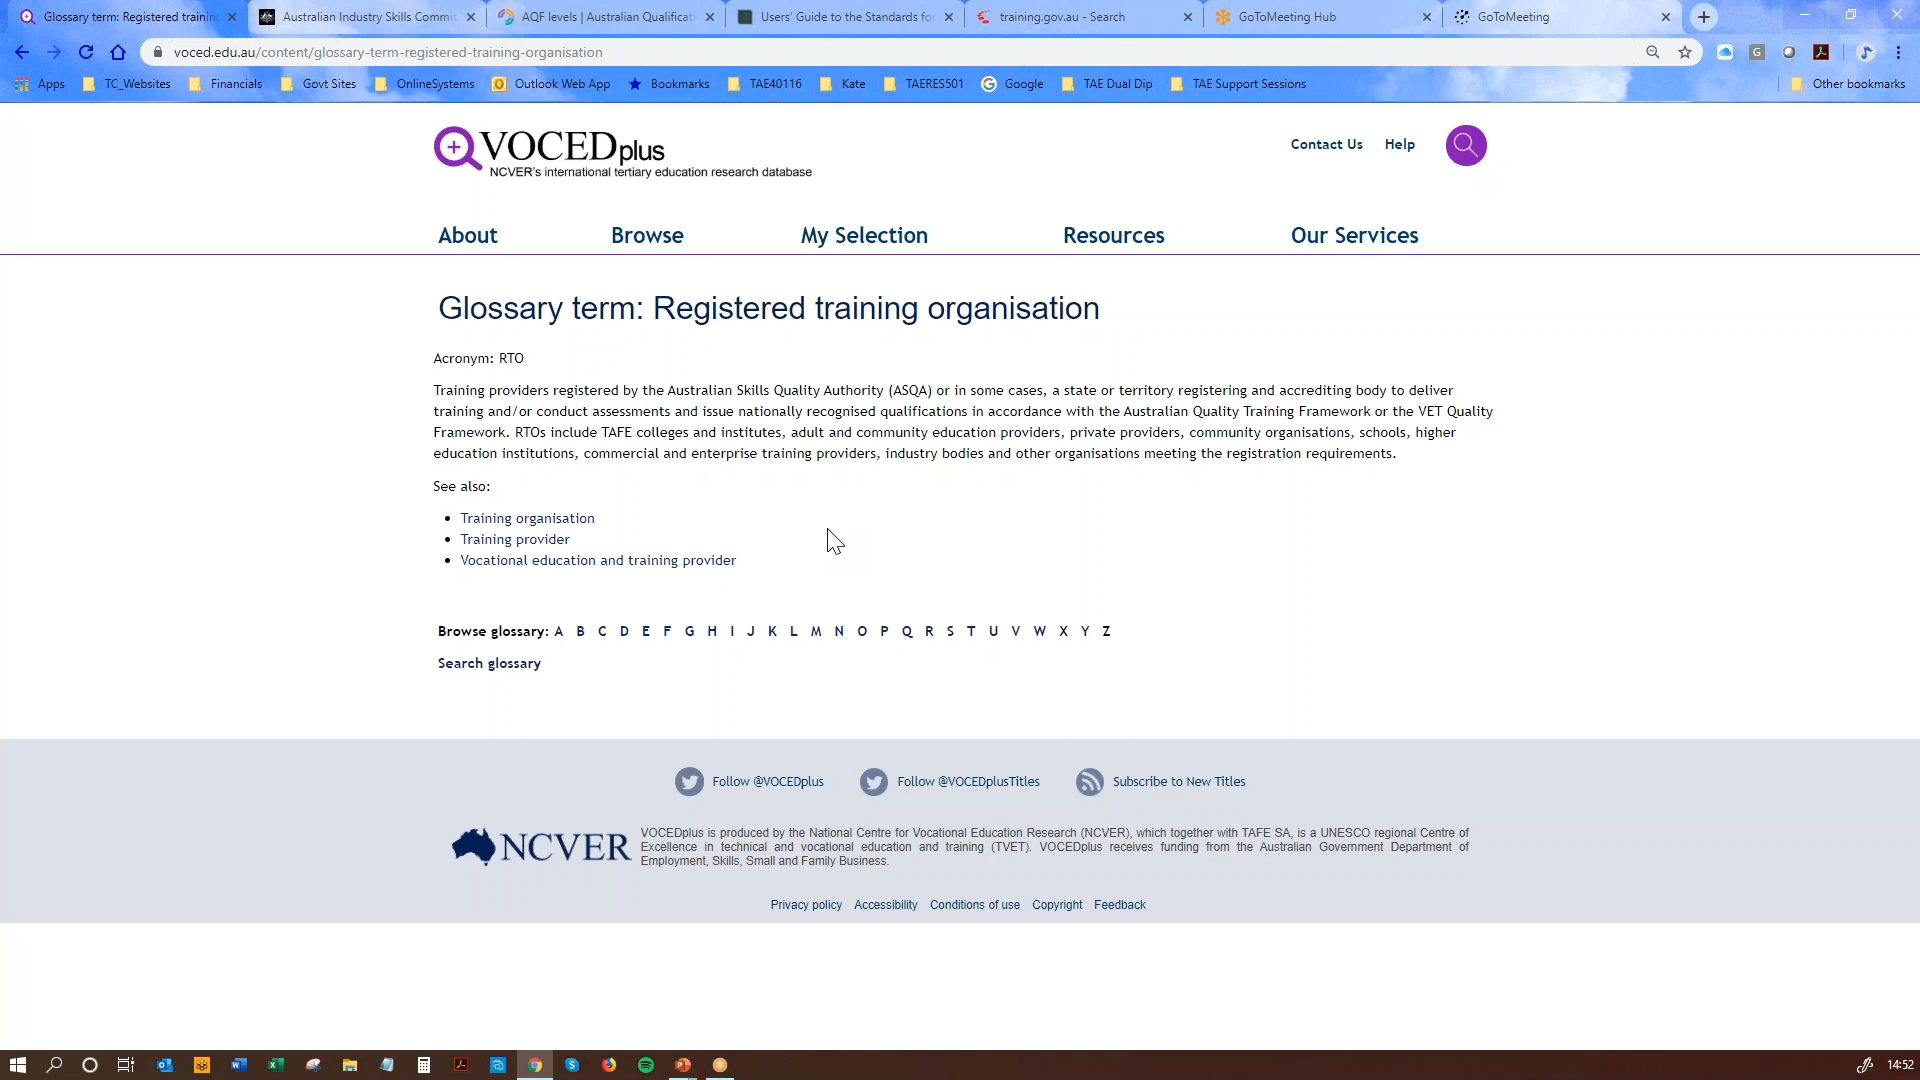 Glossary term: Registered trainin
Australian Industry Skills Commit
AQF levels | Australian Qualificati
Users' Guide to the Standards fo
training.gov.au - Search
GoToMeeting Hub
GoToMeeting
voced.edu.au/content/glossary-term-registered-training-organisation
Apps TC_Websites Financials Govt Sites OnlineSystems Outlook Web App Bookmarks TAE40116 Kate TAERES501 Google TAE Dual Dip TAE Support Sessions Other bookmarks
VOCEDplus
NCVER's international tertiary education research database
Contact Us Help
About Browse My Selection Resources Our Services
Glossary term: Registered training organisation
Acronym: RTO
Training providers registered by the Australian Skills Quality Authority (ASQA) or in some cases, a state or territory registering and accrediting body to deliver
training and/or conduct assessments and issue nationally recognised qualifications in accordance with the Australian Quality Training Framework or the VET Quality
Framework. RTOs include TAFE colleges and institutes, adult and community education providers, private providers, community organisations, schools, higher
education institutions, commercial and enterprise training providers, industry bodies and other organisations meeting the registration requirements.
See also:
Training organisation
Training provider
Vocational education and training provider
Browse glossary: A B C D E F G H I J K L M N O P Q R S T U V W X Y Z
Search glossary
Follow @VOCEDplus Follow @VOCEDplusTitles Subscribe to New Titles
NCVER
VOCEDplus is produced by the National Centre for Vocational Education Research (NCVER), which together with TAFE SA, is a UNESCO regional Centre of
Excellence in technical and vocational education and training (TVET). VOCEDplus receives funding from the Australian Government Department of
Employment, Skills, Small and Family Business.
Privacy policy Accessibility Conditions of use Copyright Feedback
14:52